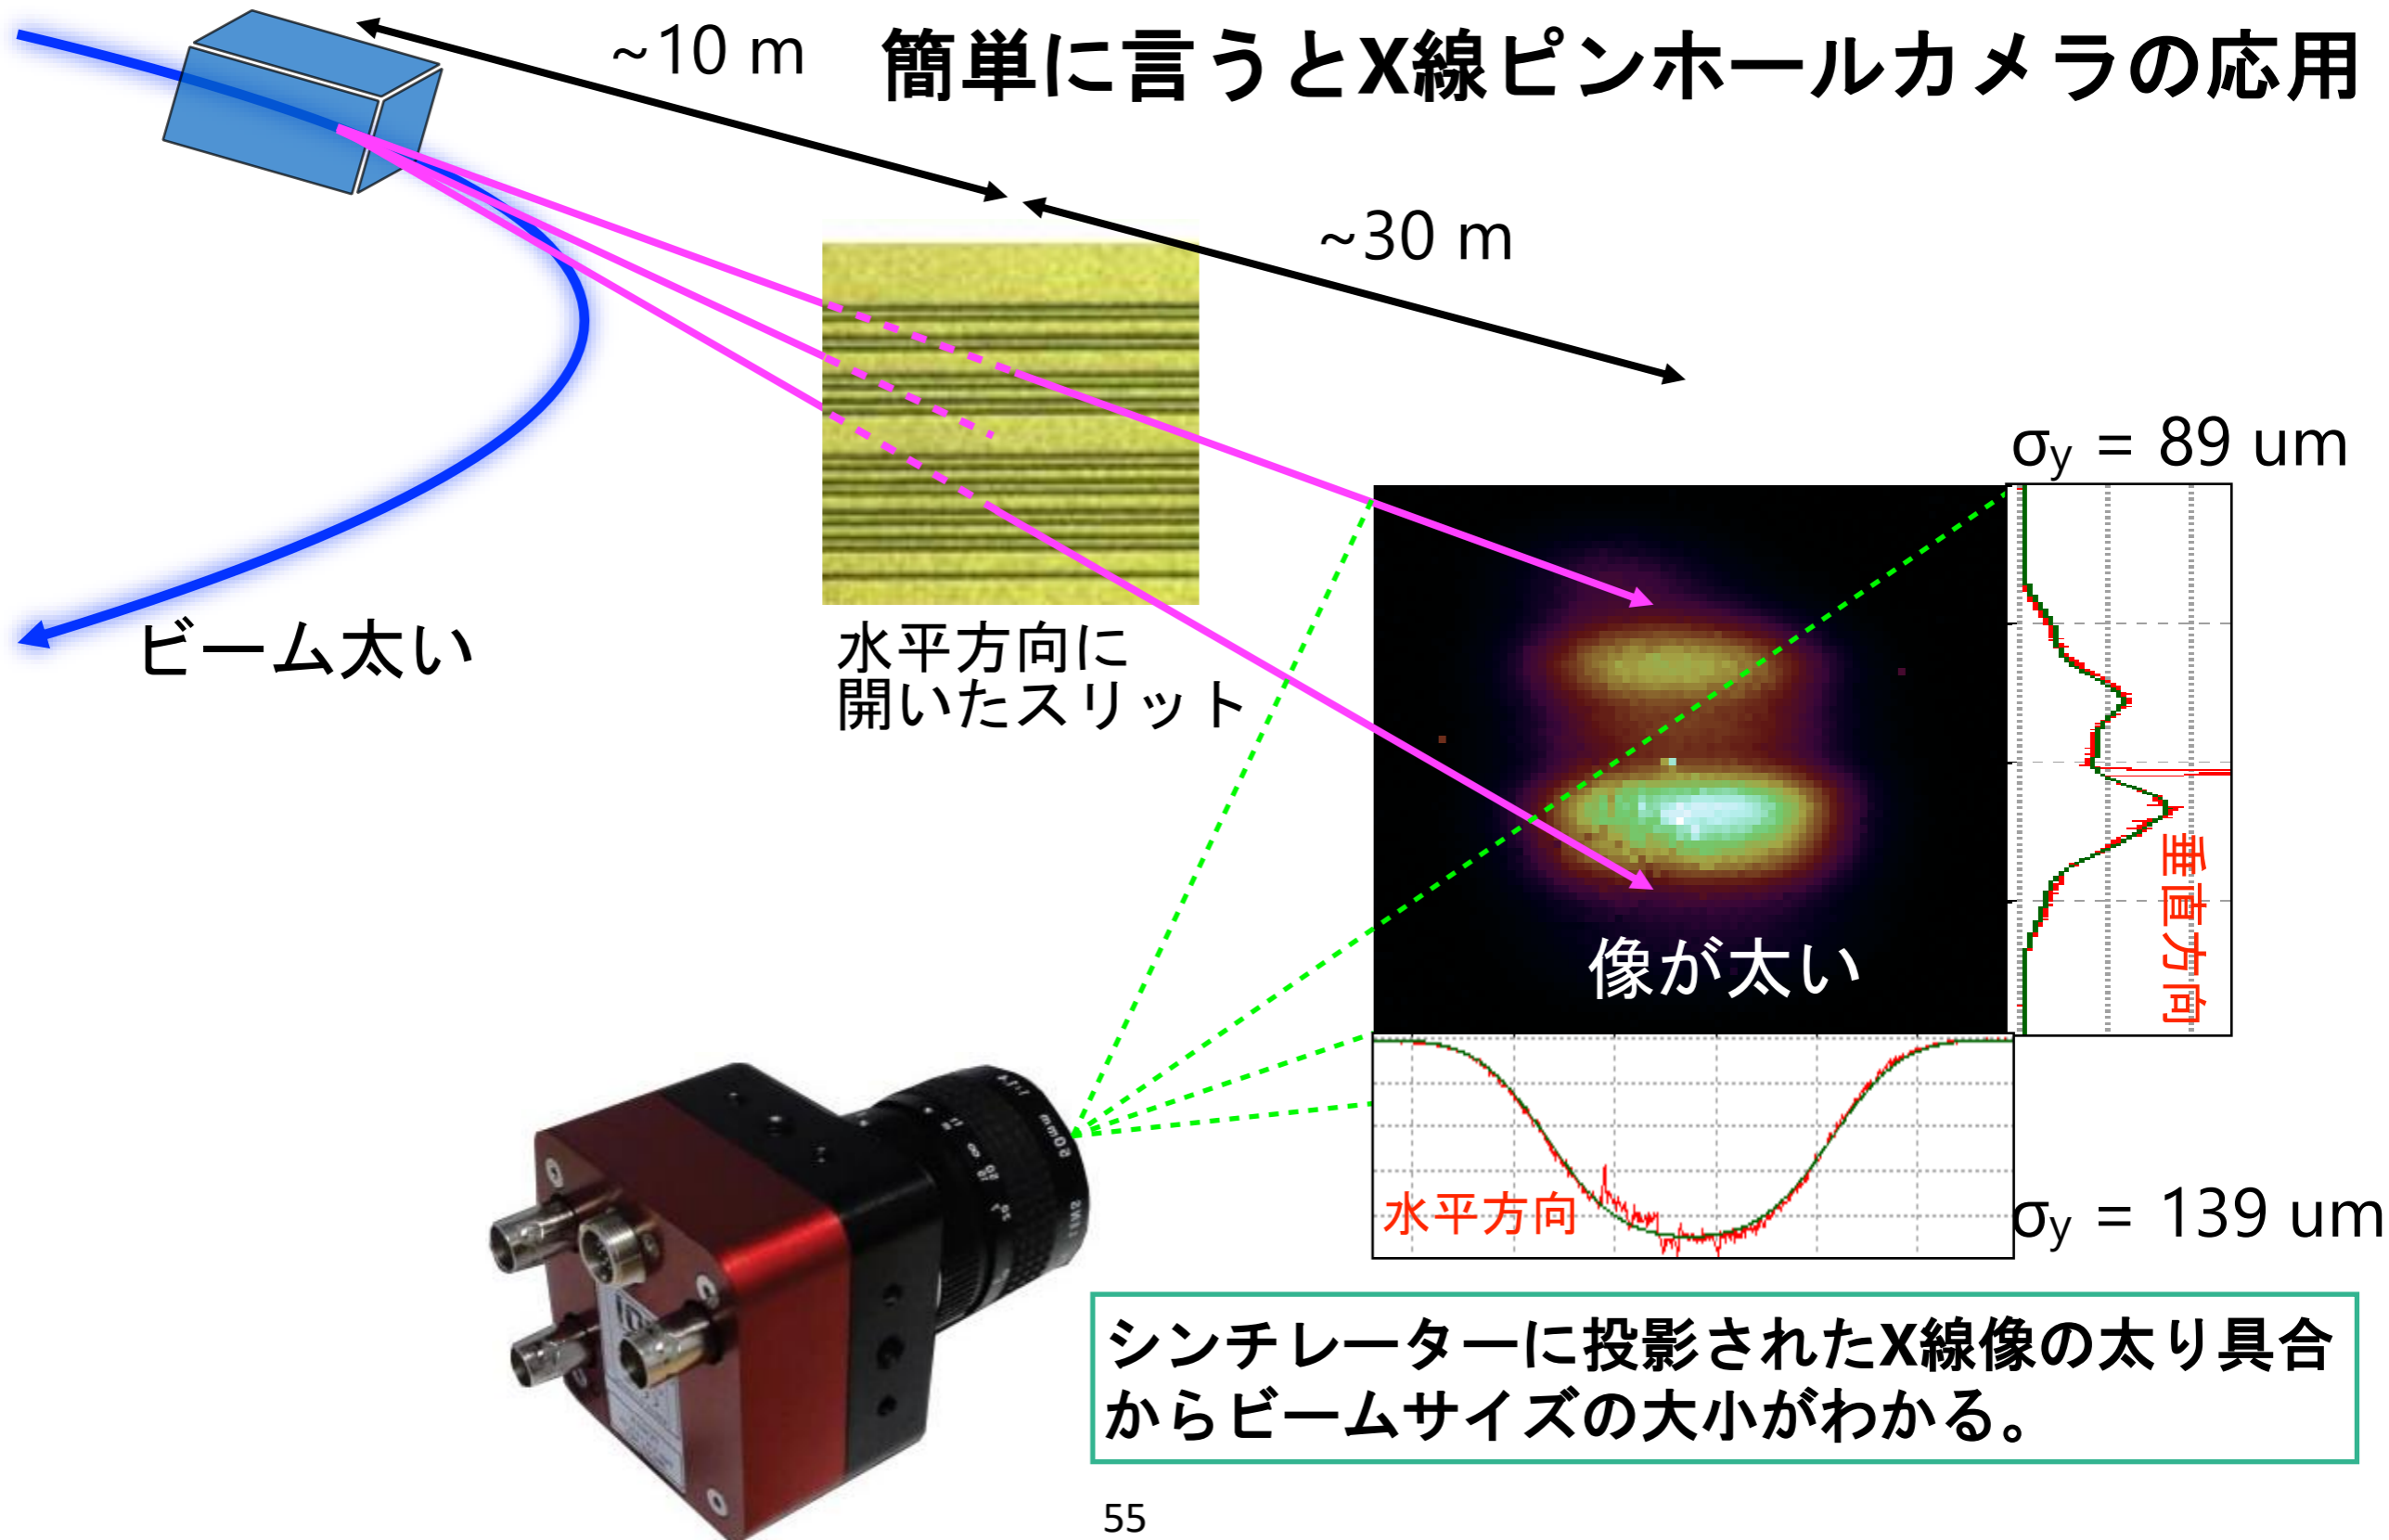 ~10 m
簡単に言うとX線ピンホールカメラの応用
~30 m
σy = 89 um
ビーム太い
水平方向に
開いたスリット
像が太い
垂直方向
水平方向
σy = 139 um
シンチレーターに投影されたX線像の太り具合
からビームサイズの大小がわかる。
50mm
55